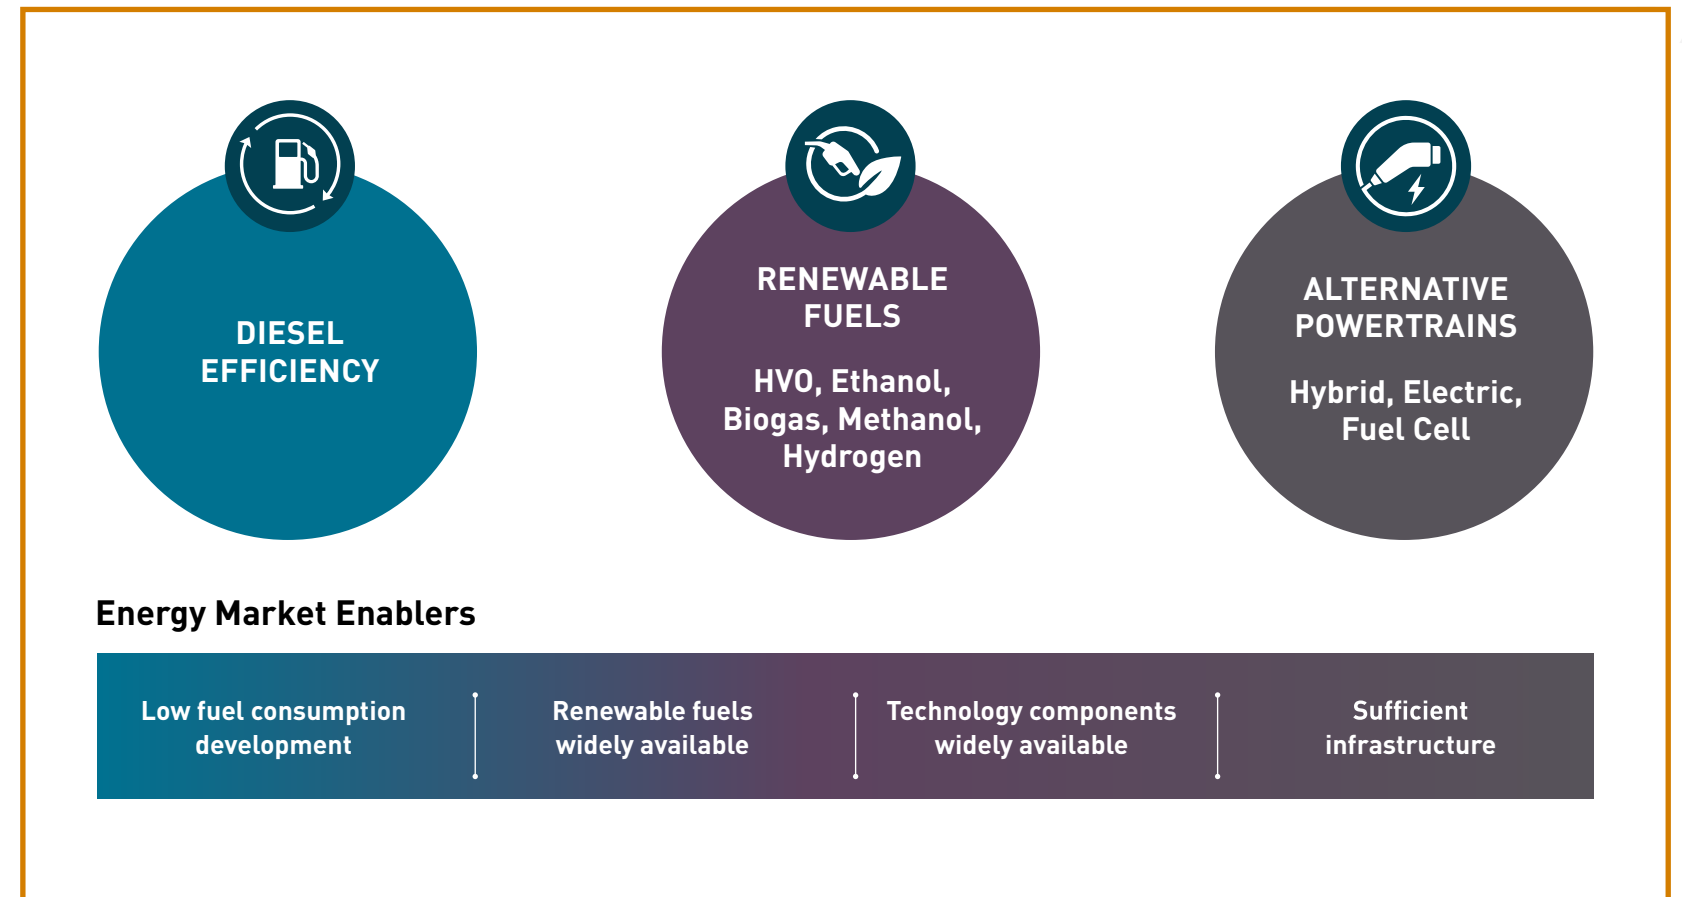 DIESEL
EFFICIENCY
RENEWABLE
FUELS
HVO, Ethanol,
Biogas, Methanol,
Hydrogen
ALTERNATIVE
POWERTRAINS
Hybrid, Electric,
Fuel Cell
Energy Market Enablers
Low fuel consumption
development
Renewable fuels
widely available
Technology components
widely available
Sufficient
infrastructure